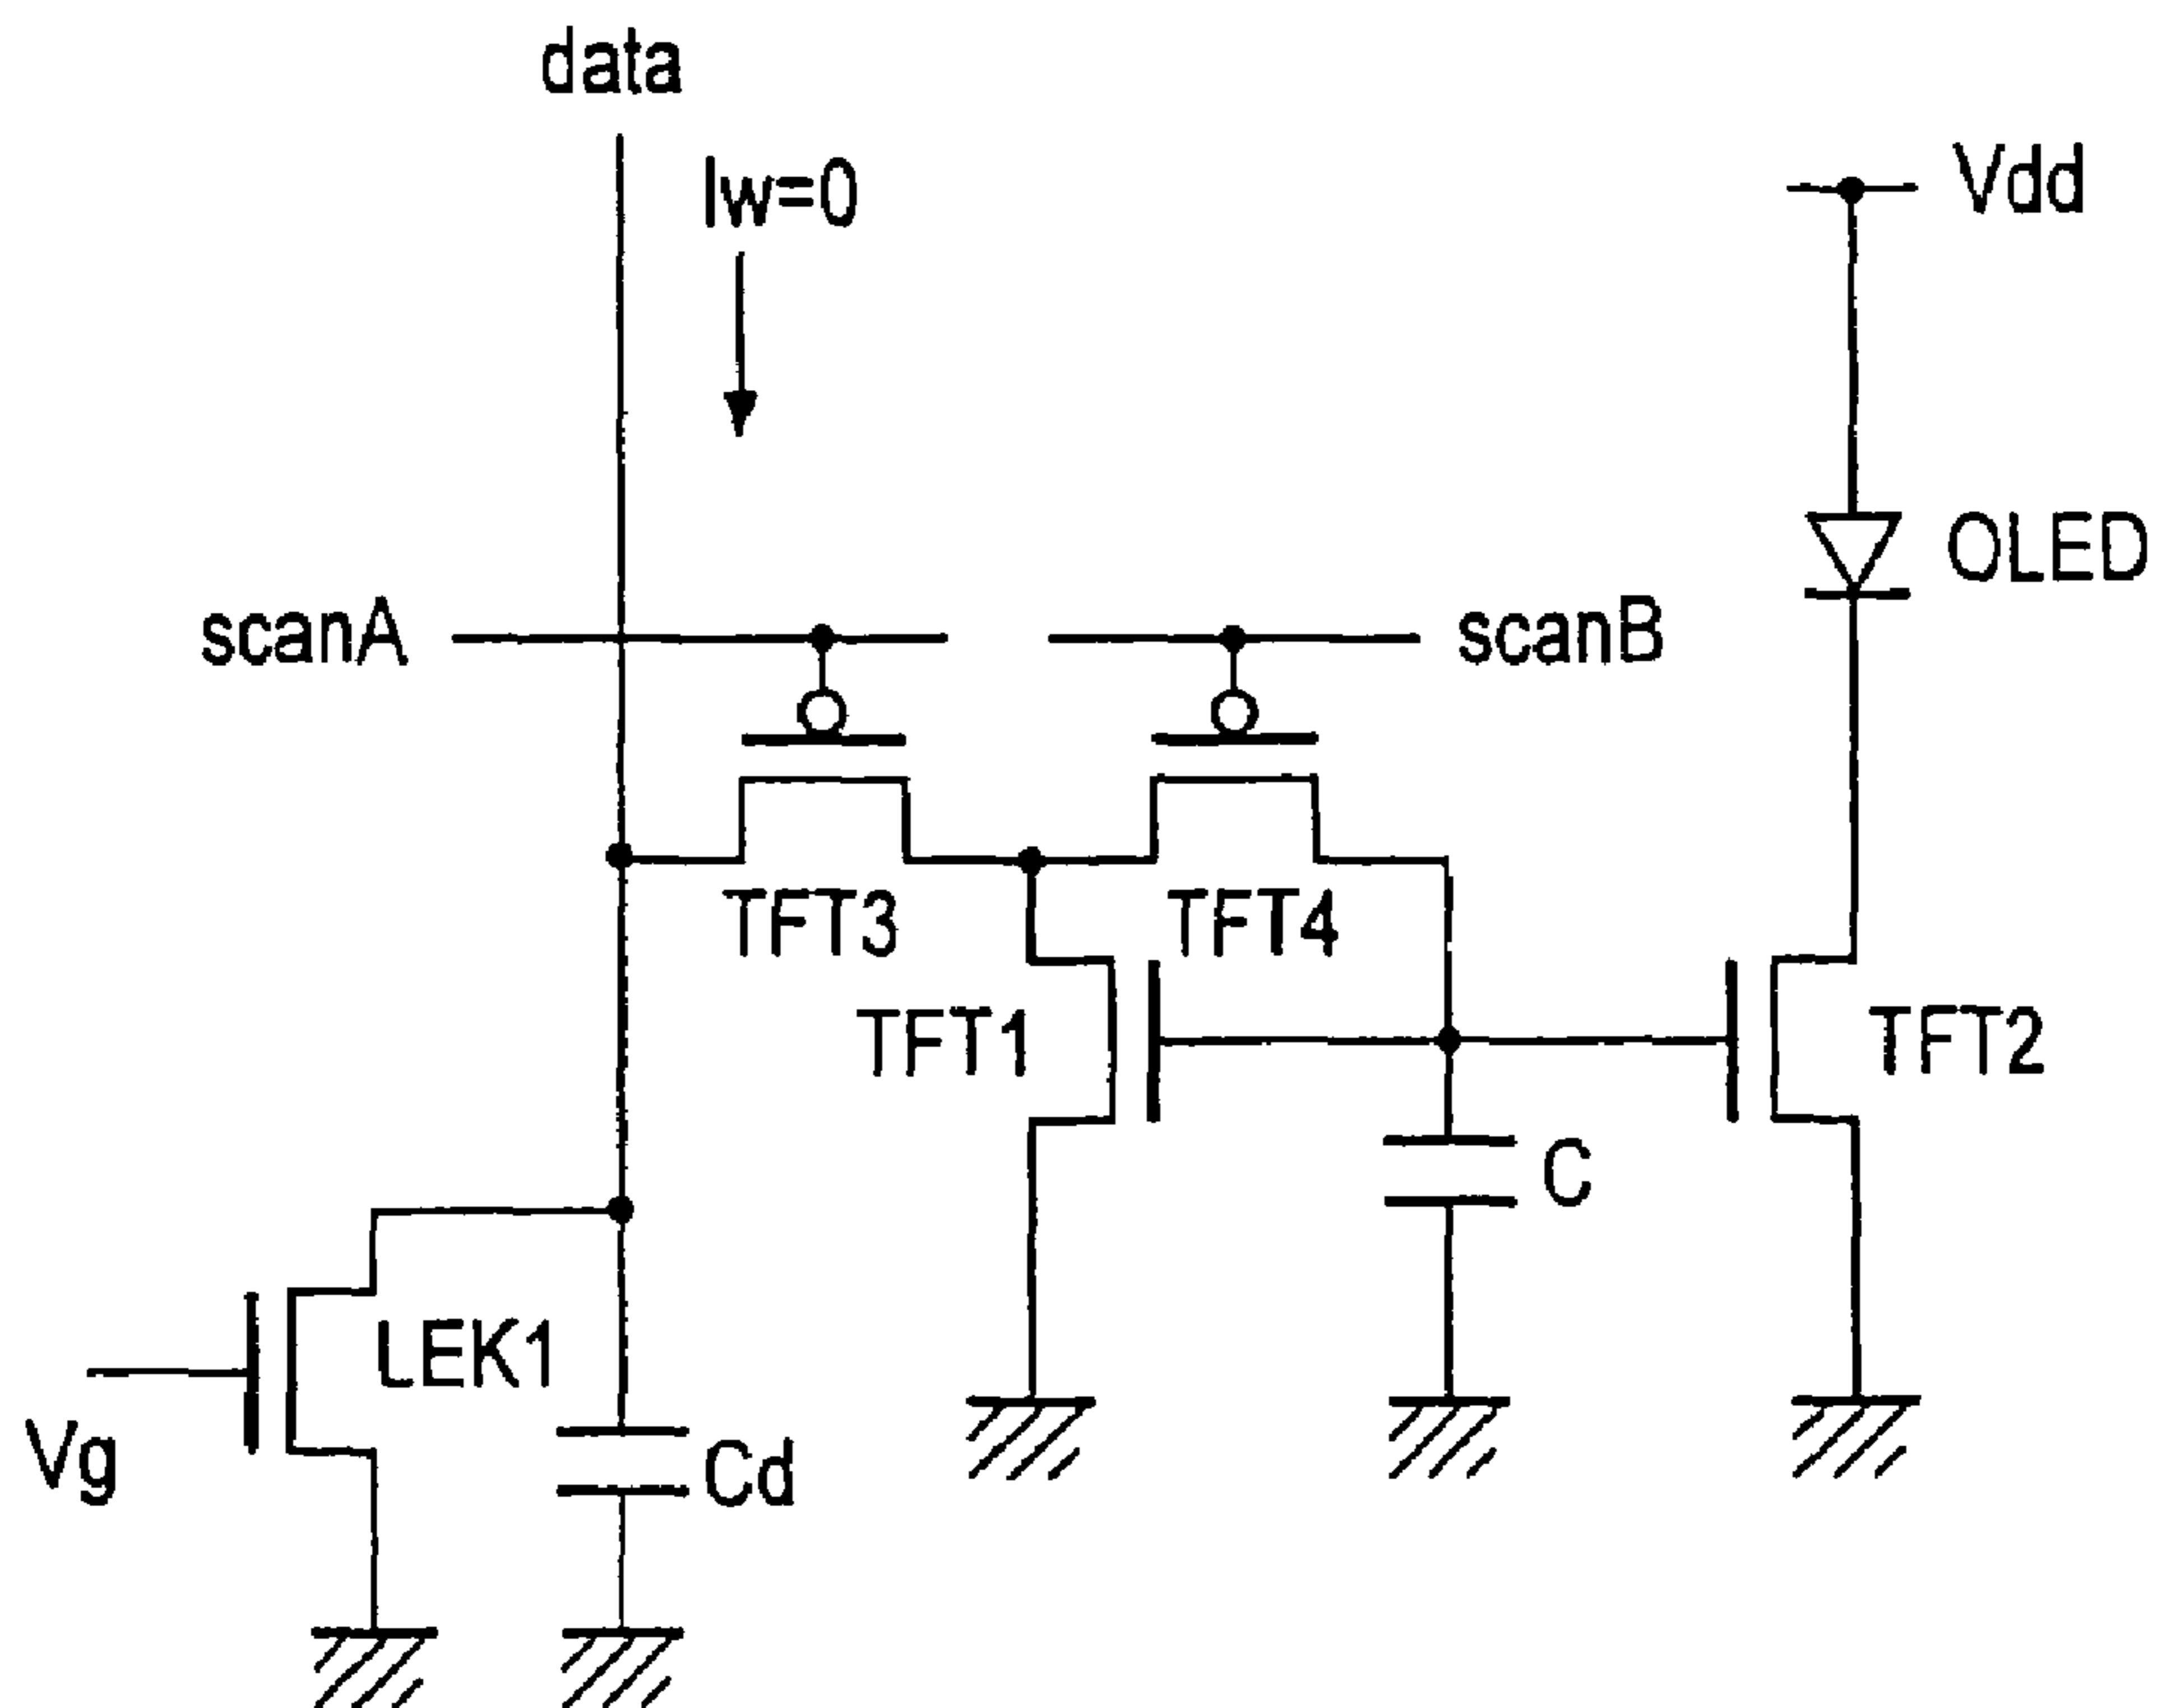 data
Iw=0
Vdd
OLED
scanA
scanB
TFT3
TFT4
TFT1
TFT2
C
LEK1
Vg
Cd